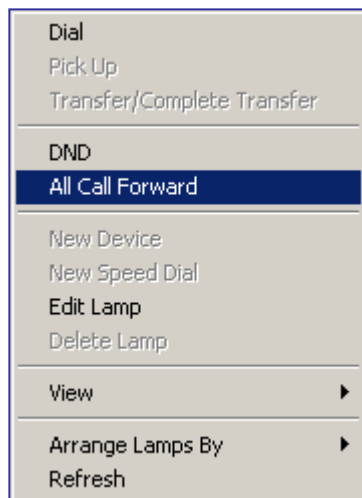 Dial
Pick Up
Transfer/Complete Transfer
DND
All Call Forward
New Device
New Speed Dial
Edit Lamp
Delete Lamp
View
Arrange Lamps By
Refresh